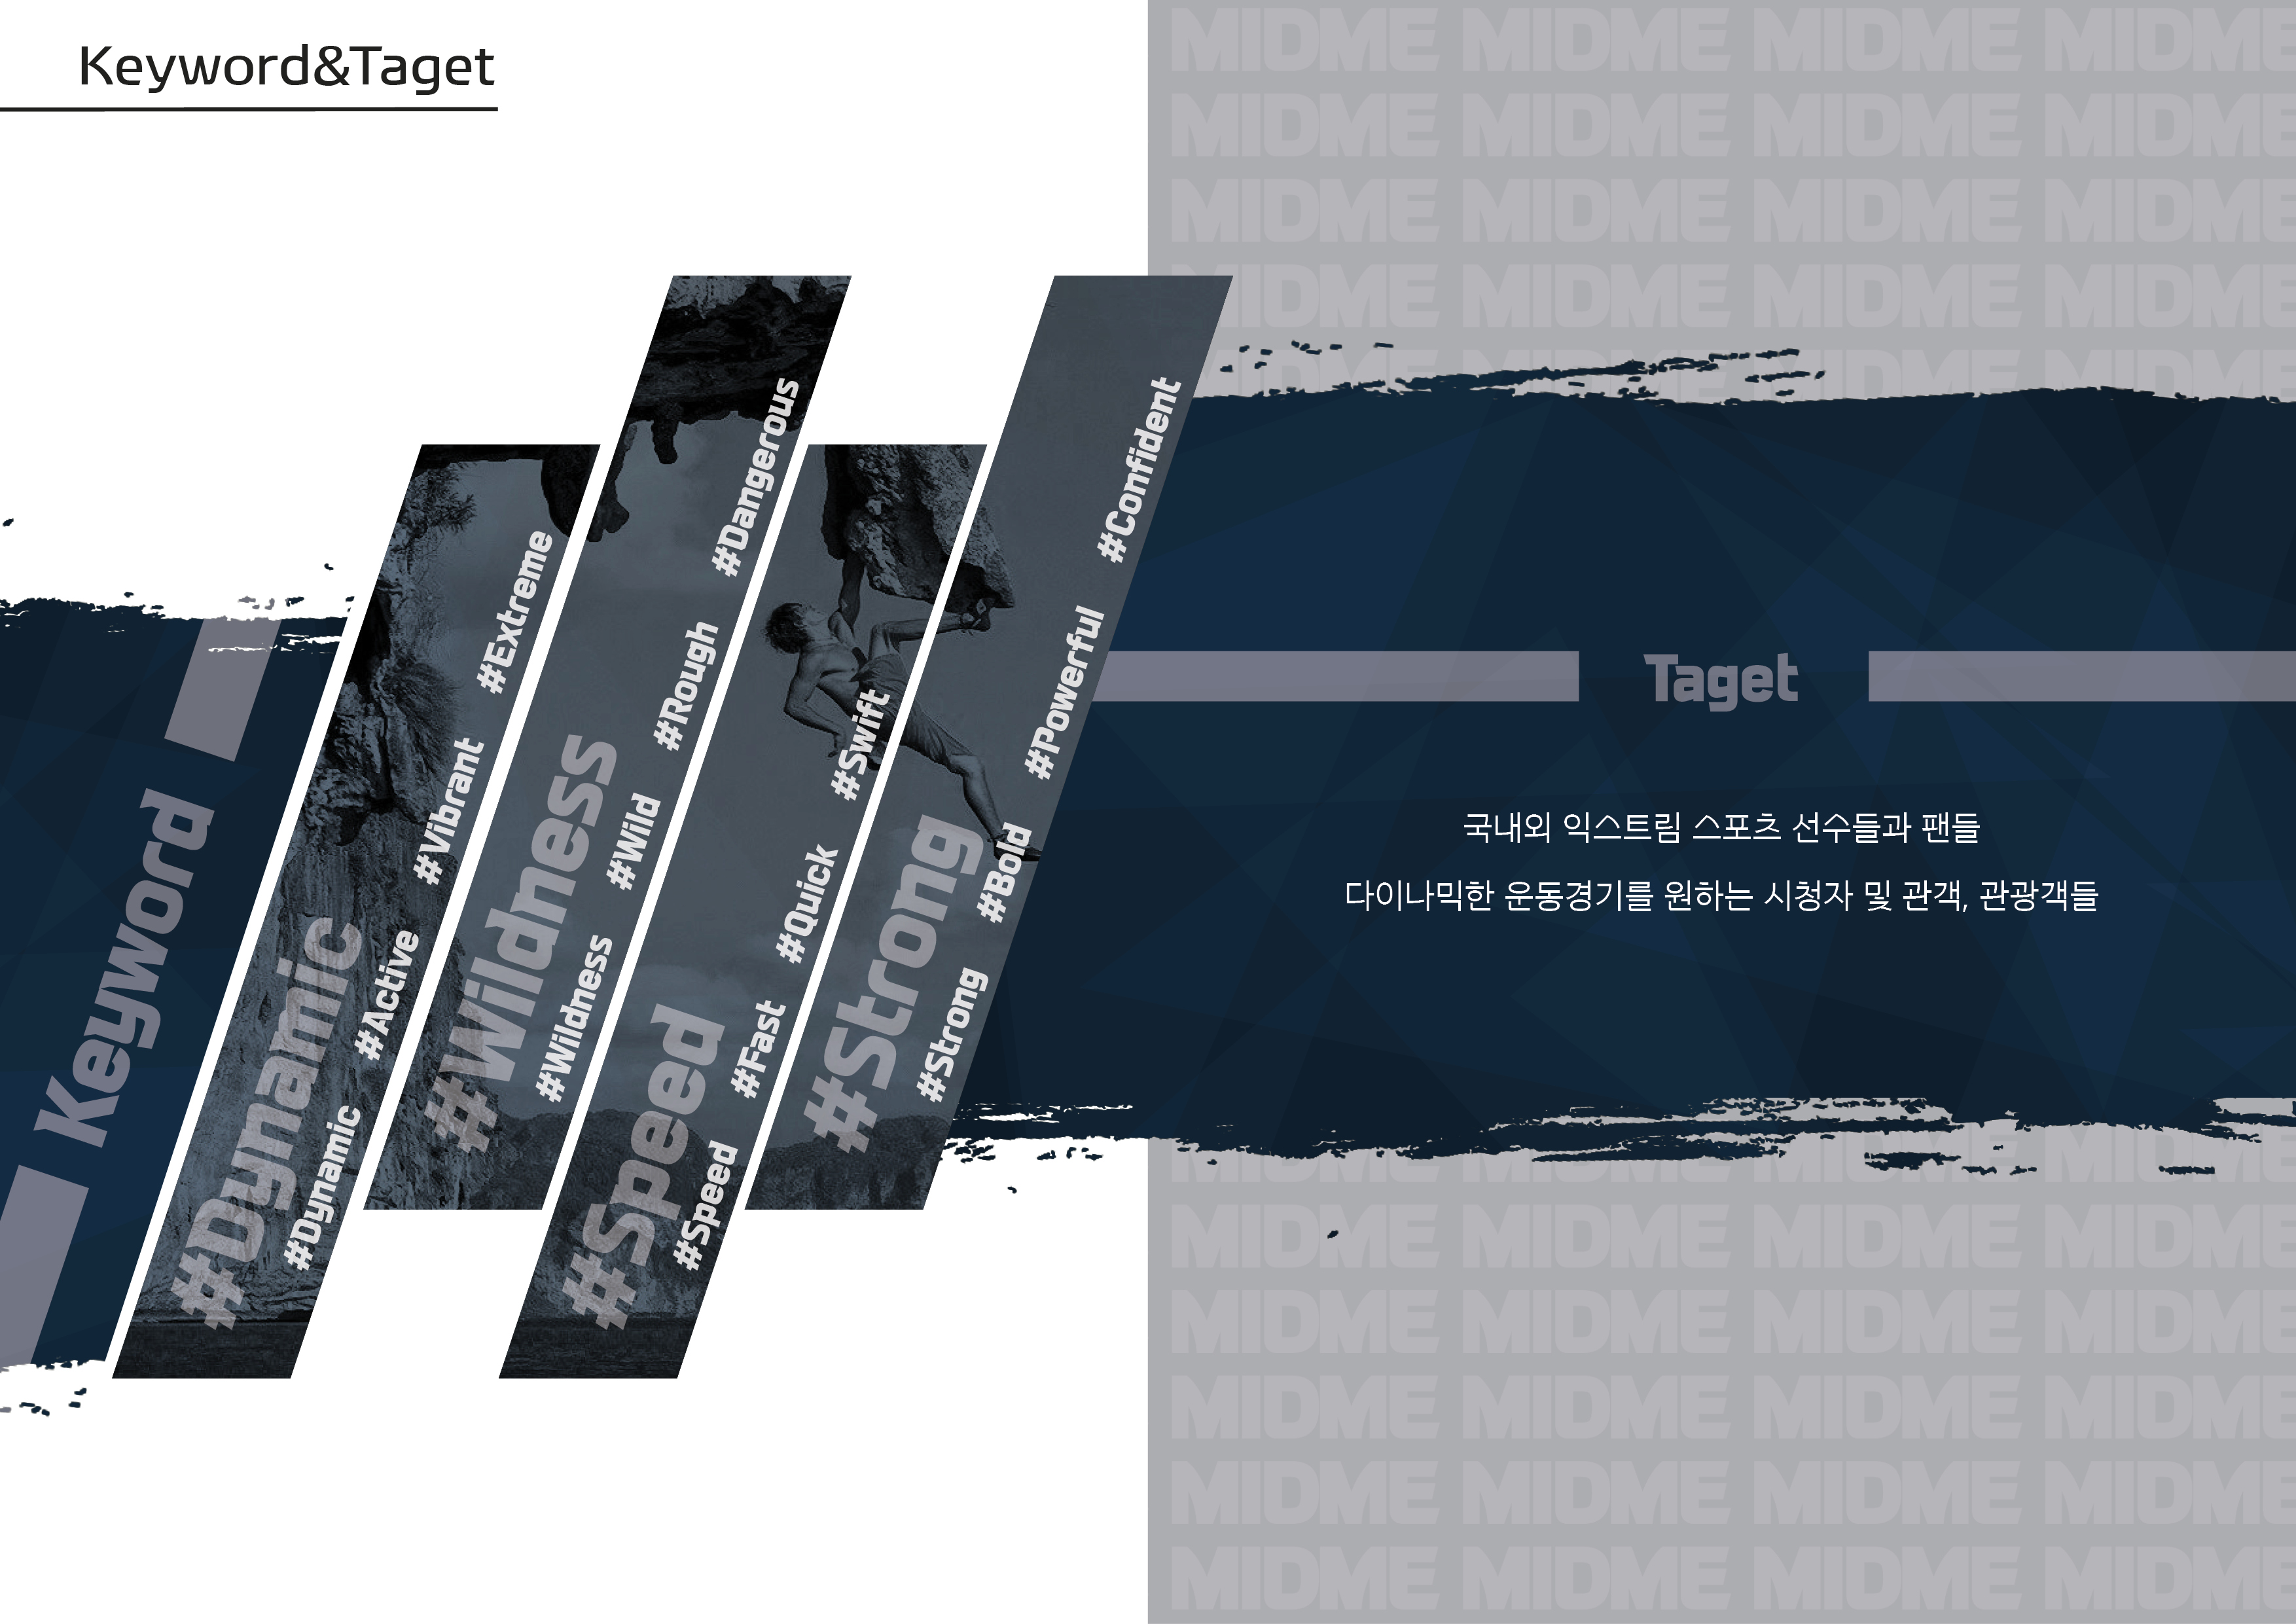 Keyword&Taget
Keyword
#Dynamic
#Dynamic #Active #Vibrant #Extreme
#Wildness
#Wildness #Wild #Rough #Dangerous
#Speed
#Speed #Fast #Quick #Swift
#Strong
#Strong #Bold #Powerful #Confident
Taget
국내외 익스트림 스포츠 선수들과 팬들
다이나믹한 운동경기를 원하는 시청자 및 관객, 관광객들
MIDME MIDME MIDME MIDME
MIDME MIDME MIDME MIDME
MIDME MIDME MIDME MIDME
MIDME MIDME MIDME MIDME
MIDME MIDME MIDME MIDME
MIDME MIDME MIDME MIDME
MIDME MIDME MIDME MIDME
MIDME MIDME MIDME MIDME
MIDME MIDME MIDME MIDME